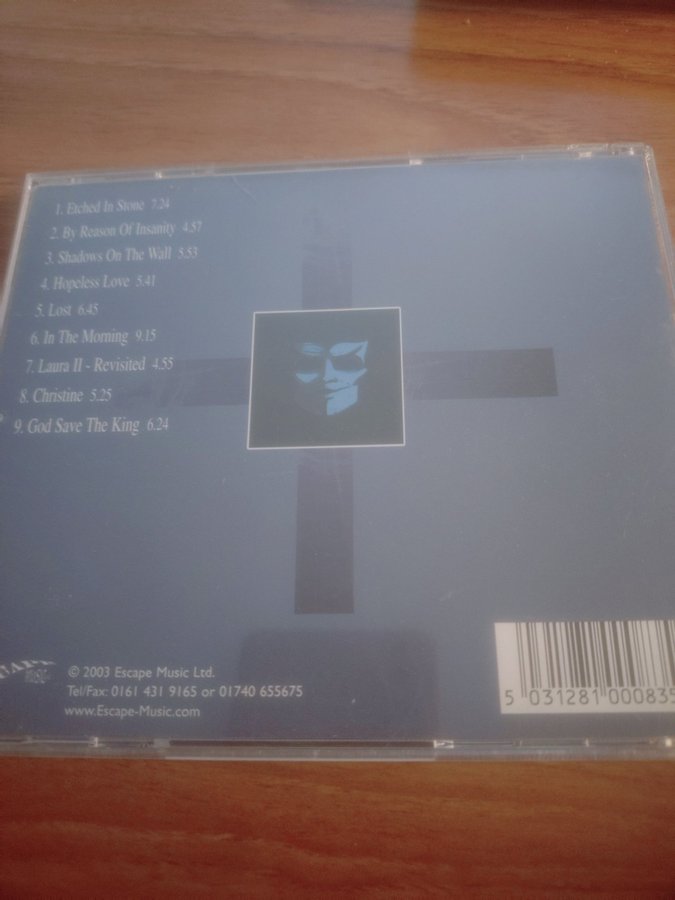 1. Etched In Stone 7.24
2. By Reason Of Insanity 4.57
3. Shadows On The Wall 5.53
4. Hopeless Love 5.41
5. Lost 6.45
6. In The Morning 9.15
7. Laura II - Revisited 4.55
8. Christine 5.25
9. God Save The King 6.24
© 2003 Escape Music Ltd.
Tel/Fax: 0161 431 9165 or 01740 655675
www.Escape-Music.com
5 031281 000835